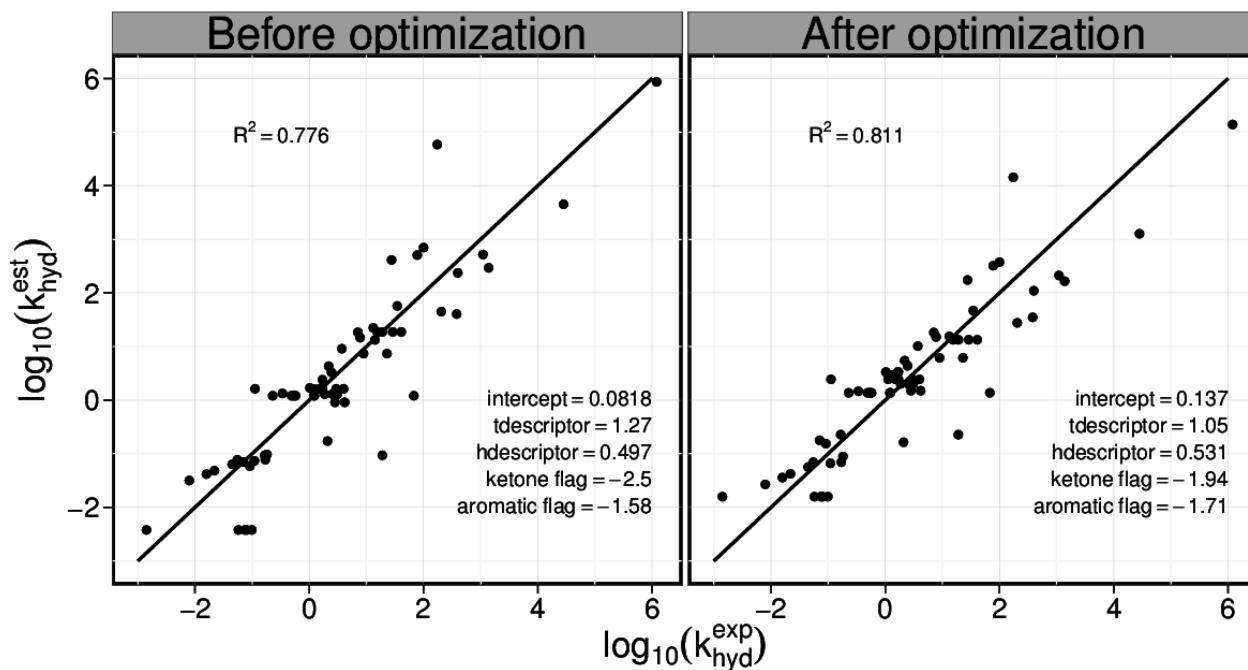 Before optimization
After optimization
R² = 0.776
R² = 0.811
intercept = 0.0818
tdescriptor = 1.27
hdescriptor = 0.497
ketone flag = −2.5
aromatic flag = −1.58
intercept = 0.137
tdescriptor = 1.05
hdescriptor = 0.531
ketone flag = −1.94
aromatic flag = −1.71
6
4
2
0
−2
log₁₀(k_hyd^est)
−2 0 2 4 6
−2 0 2 4 6
log₁₀(k_hyd^exp)